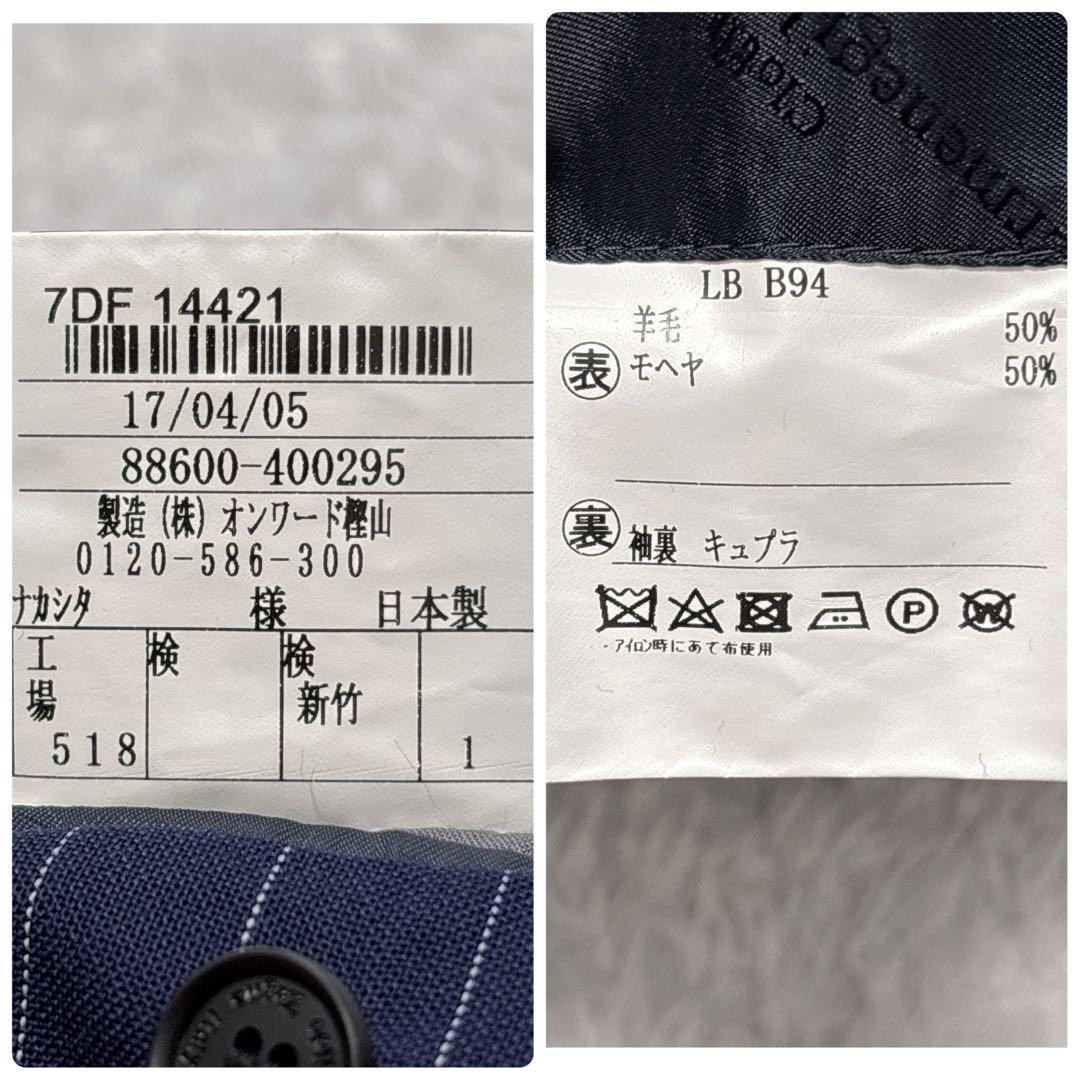 7DF 14421
17/04/05
88600-400295
製造 (株) オンワード樫山
0120-586-300
ナカシタ 様 日本製
工場 検 検
新竹
518 1
LB B94
羊毛 50%
表 モヘヤ 50%
裏 袖裏 キュプラ
P W
・アイロン時にあて布使用